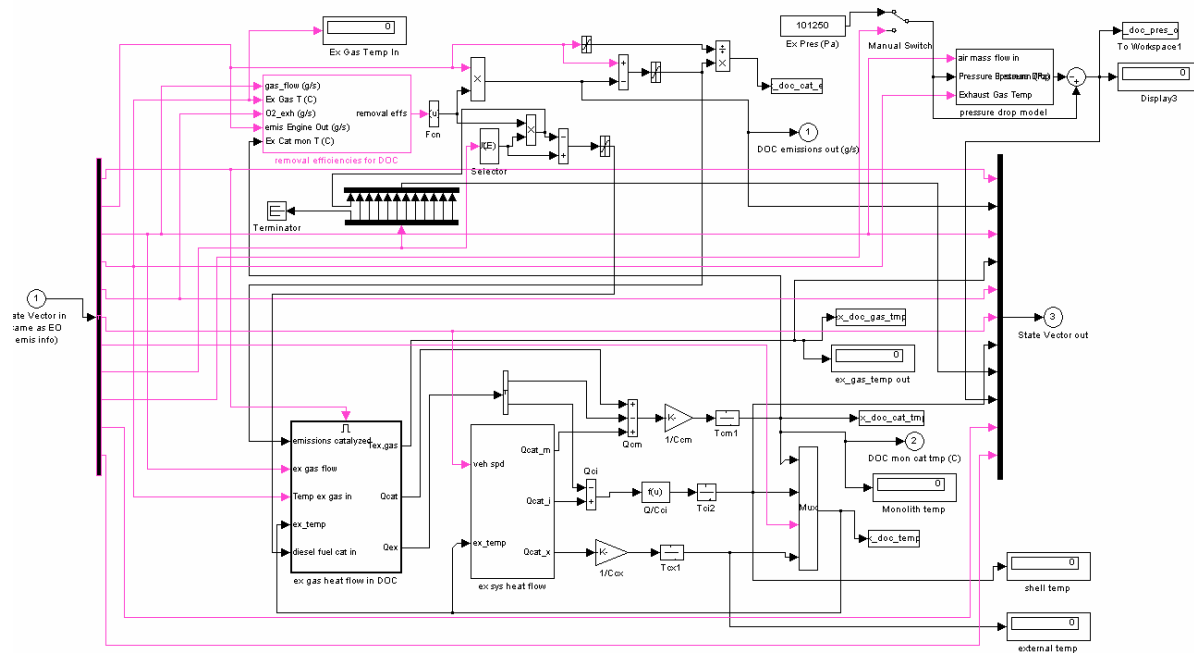 0
Ex Gas Temp In
101250
Ex Pres (Pa)
Manual Switch
_doc_pres_o
To Workspace1
0
Display3
air mass flow in
Exhaust Gas Temp
pressure drop model
gas_flow (g/s)
Ex Gas T (C)
O2_exh (g/s)
emis Engine Out (g/s)
Ex Cat mon T (C)
removal effs
removal efficiencies for DOC
Fcn
Selector
_doc_cat_e
1
DOC emissions out (g/s)
Terminator
1
ate Vector in
same as EO
emis info)
3
State Vector out
x_doc_gas_tmp
0
ex_gas_temp out
emissions catalyzed
ex gas flow
Temp ex gas in
ex_temp
diesel fuel cat in
Tex,gas
Qcat
Qex
ex gas heat flow in DOC
veh spd
ex_temp
Qcat_m
Qcat_i
Qcat_x
ex sys heat flow
Qcm
K-
1/Ccm
Tcm1
Qci
f(u)
Q/Cci
Tci2
K-
1/Ccx
Tcx1
Mux
x_doc_cat_tmp
2
DOC mon cat tmp (C)
0
Monolith temp
x_doc_temp
0
shell temp
0
external temp